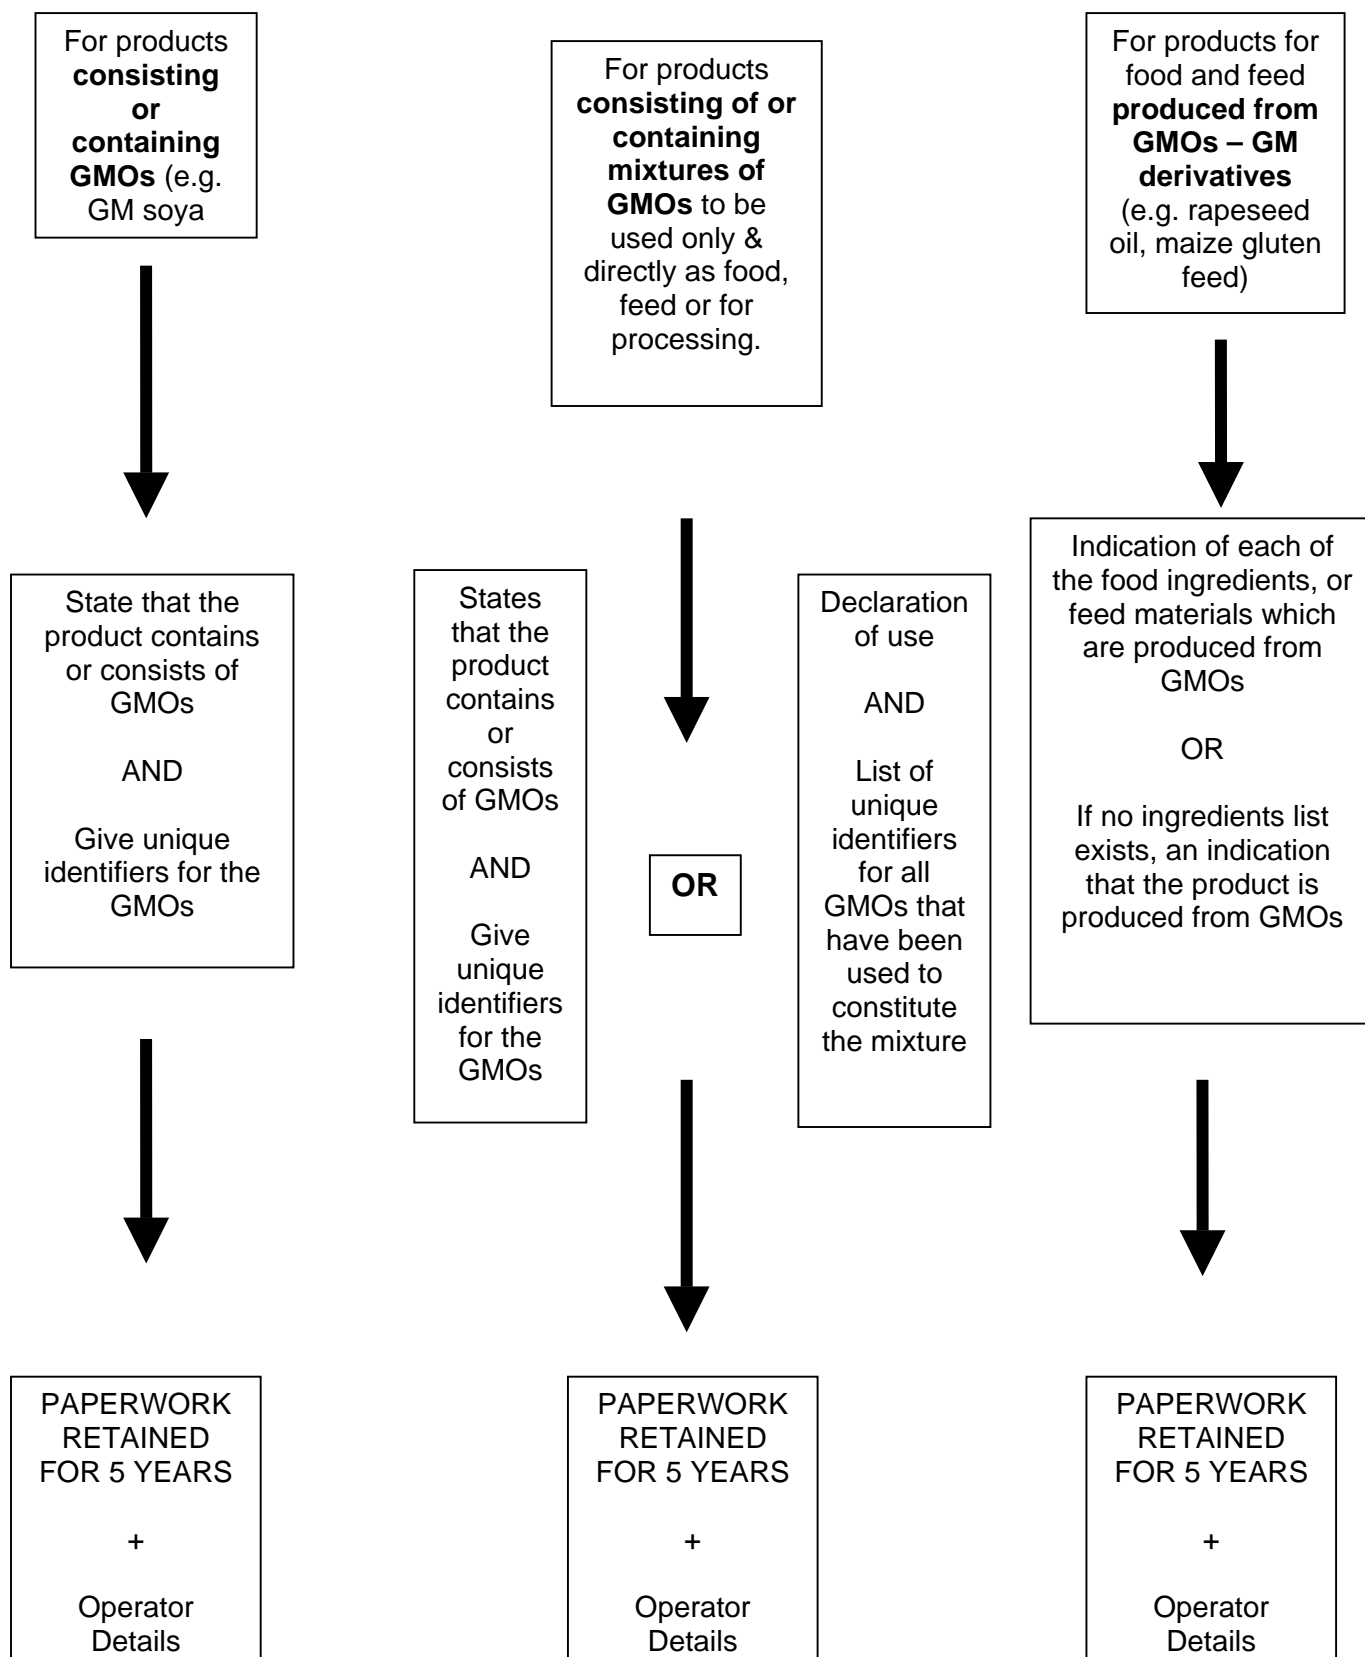 For products
consisting
or
containing
GMOs (e.g.
GM soya
For products
consisting of or
containing
mixtures of
GMOs to be
used only &
directly as food,
feed or for
processing.
For products for
food and feed
produced from
GMOs – GM
derivatives
(e.g. rapeseed
oil, maize gluten
feed)
State that the
product contains
or consists of
GMOs
AND
Give unique
identifiers for the
GMOs
States
that the
product
contains
or
consists
of GMOs
AND
Give
unique
identifiers
for the
GMOs
OR
Declaration
of use
AND
List of
unique
identifiers
for all
GMOs that
have been
used to
constitute
the mixture
Indication of each of
the food ingredients, or
feed materials which
are produced from
GMOs
OR
If no ingredients list
exists, an indication
that the product is
produced from GMOs
PAPERWORK
RETAINED
FOR 5 YEARS
+
Operator
Details
PAPERWORK
RETAINED
FOR 5 YEARS
+
Operator
Details
PAPERWORK
RETAINED
FOR 5 YEARS
+
Operator
Details